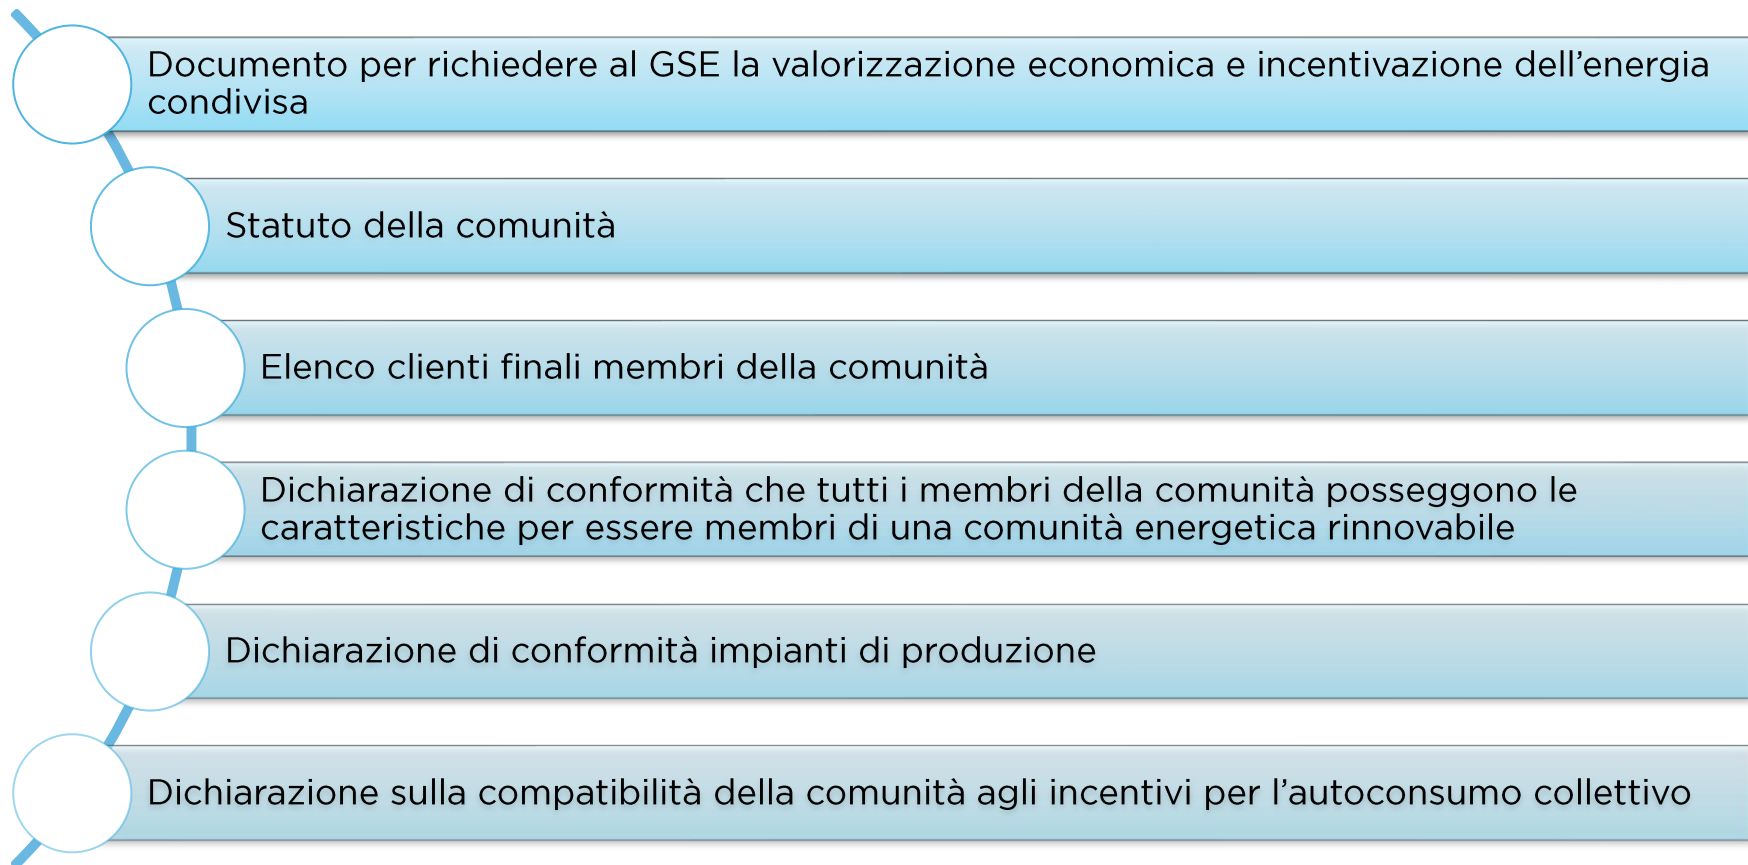 Documento per richiedere al GSE la valorizzazione economica e incentivazione dell’energia
condivisa
Statuto della comunità
Elenco clienti finali membri della comunità
Dichiarazione di conformità che tutti i membri della comunità posseggono le
caratteristiche per essere membri di una comunità energetica rinnovabile
Dichiarazione di conformità impianti di produzione
Dichiarazione sulla compatibilità della comunità agli incentivi per l’autoconsumo collettivo